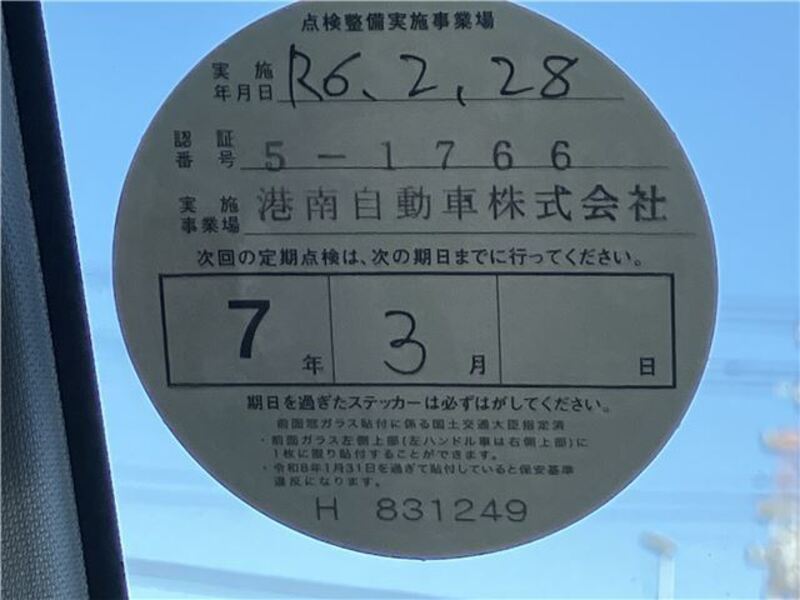 点検整備実施事業場
実施年月日 R6.2.28
認証番号 5-1766
実施事業場 港南自動車株式会社
次回の定期点検は、次の期日までに行ってください。
7年 3月 日
期日を過ぎたステッカーは必ずはがしてください。
前面窓ガラス貼付に係る国土交通大臣指定済
・前面ガラス左側上部(左ハンドル車は右側上部)に
1枚に限り貼付することができます。
・令和8年1月31日を過ぎて貼付していると保安基準
違反になります。
H 831249